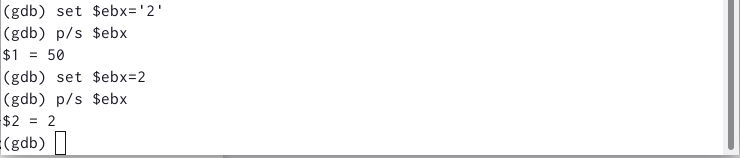 (gdb) set $ebx='2'
(gdb) p/s $ebx
$1 = 50
(gdb) set $ebx=2
(gdb) p/s $ebx
$2 = 2
(gdb)